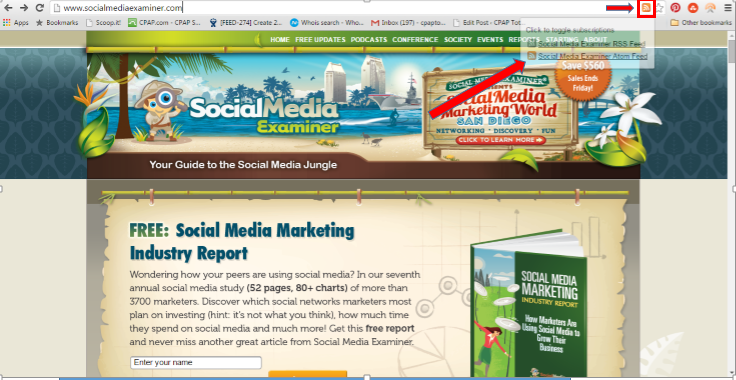 www.socialmediaexaminer.com
Bookmarks Scoop.it! CPAP.com - CPAP S... [FEED-274] Create 2... Whois search - Who... Inbox (197) - cpapto... Edit Post ‹ CPAP Tot... Other bookmarks
Click to toggle subscriptions
Social Media Examiner RSS Feed
Social Media Examiner Atom Feed
HOME FREE UPDATES PODCASTS CONFERENCE SOCIETY EVENTS REPORTS STARTING ABOUT
SocialMedia
Examiner
SOCIAL MEDIA EXAMINER
Social Media
Marketing World
SAN DIEGO
NETWORKING • DISCOVERY • FUN
CLICK TO LEARN MORE
Save $560
Sales Ends
Friday!
Your Guide to the Social Media Jungle
FREE: Social Media Marketing
Industry Report
Wondering how your peers are using social media? In our seventh
annual social media study (52 pages, 80+ charts) of more than
3700 marketers. Discover which social networks marketers most
plan on investing (hint: it's not what you think), how much time
they spend on social media and much more! Get this free report
and never miss another great article from Social Media Examiner.
Enter your name
SOCIAL MEDIA
MARKETING
INDUSTRY REPORT
How Marketers Are
Using Social Media to
Grow Their
Business